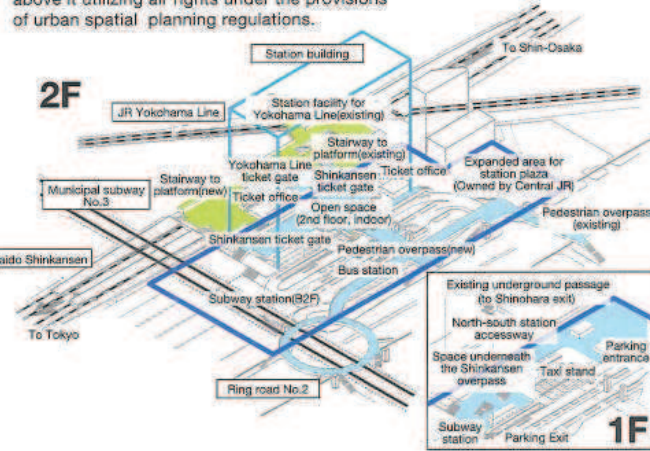 above it utilizing air rights under the provisions
of urban spatial planning regulations.
Station building
To Shin-Osaka
2F
JR Yokohama Line
Station facility for
Yokohama Line(existing)
Stairway to
platform(existing)
Yokohama Line
ticket gate
Shinkansen
ticket gate
Ticket office
Expanded area for
station plaza
(Owned by Central JR)
Stairway to
platform(new)
Municipal subway
No.3
Ticket office
Open space
(2nd floor, indoor)
Pedestrian overpass
(existing)
Shinkansen ticket gate
Pedestrian overpass(new)
Bus station
aido Shinkansen
Subway station(B2F)
To Tokyo
Ring road No.2
Existing underground passage
(to Shinohara exit)
North-south station
accessway
Parking
entrance
Space underneath
the Shinkansen
overpass
Taxi stand
Subway
station
Parking Exit
1F